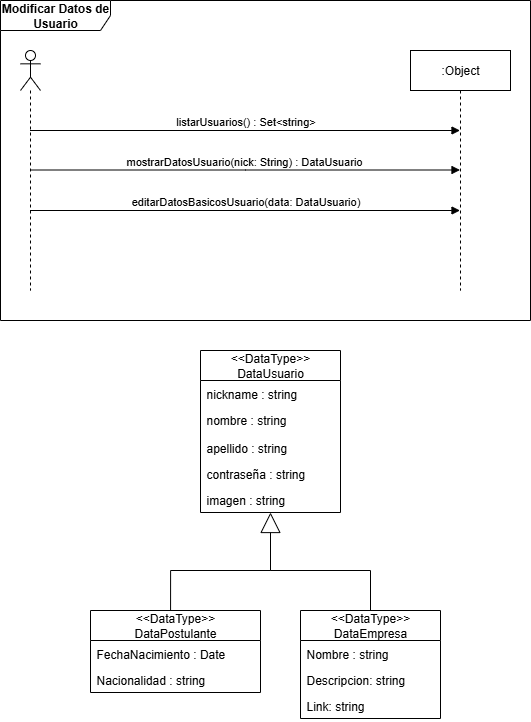 Modificar Datos de
Usuario
:Object
listarUsuarios() : Set<string>
mostrarDatosUsuario(nick: String) : DataUsuario
editarDatosBasicosUsuario(data: DataUsuario)
<<DataType>>
DataUsuario
nickname : string
nombre : string
apellido : string
contraseña : string
imagen : string
<<DataType>>
DataPostulante
FechaNacimiento : Date
Nacionalidad : string
<<DataType>>
DataEmpresa
Nombre : string
Descripcion: string
Link: string